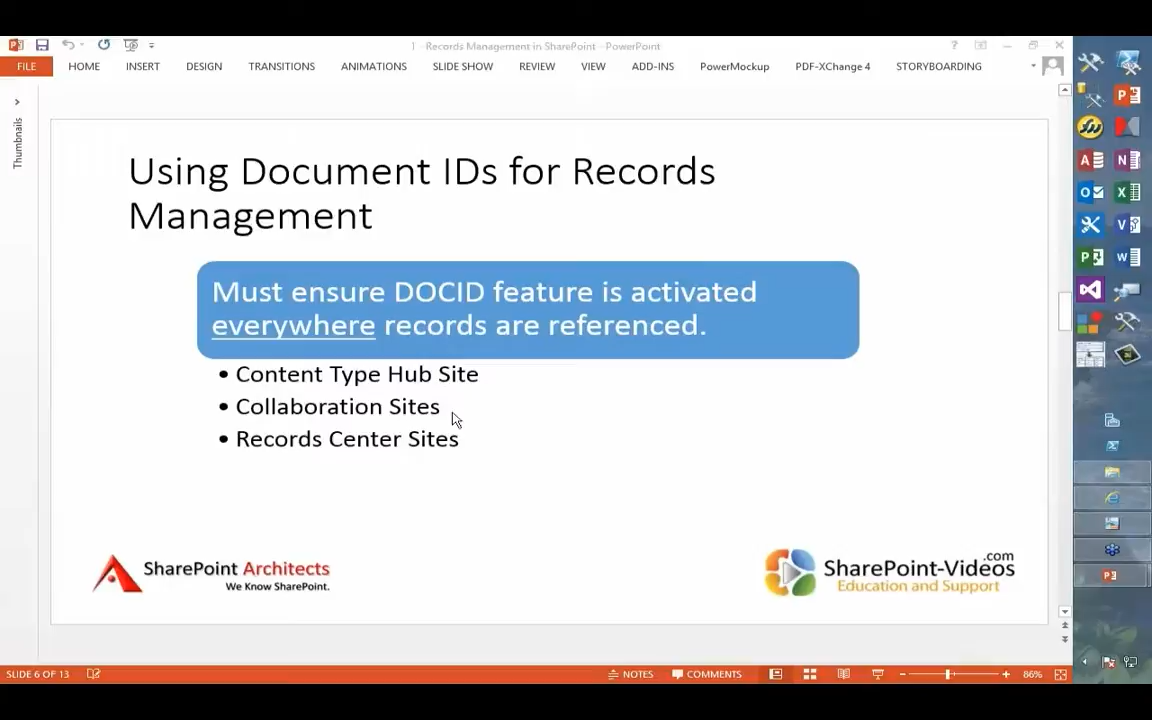 1 - Records Management in SharePoint - PowerPoint
FILE HOME INSERT DESIGN TRANSITIONS ANIMATIONS SLIDE SHOW REVIEW VIEW ADD-INS PowerMockup PDF-XChange 4 STORYBOARDING
Thumbnails
Using Document IDs for Records
Management
Must ensure DOCID feature is activated
everywhere records are referenced.
• Content Type Hub Site
• Collaboration Sites
• Records Center Sites
SharePoint Architects
We Know SharePoint.
.com
SharePoint-Videos
Education and Support
SLIDE 6 OF 13 NOTES COMMENTS 86%